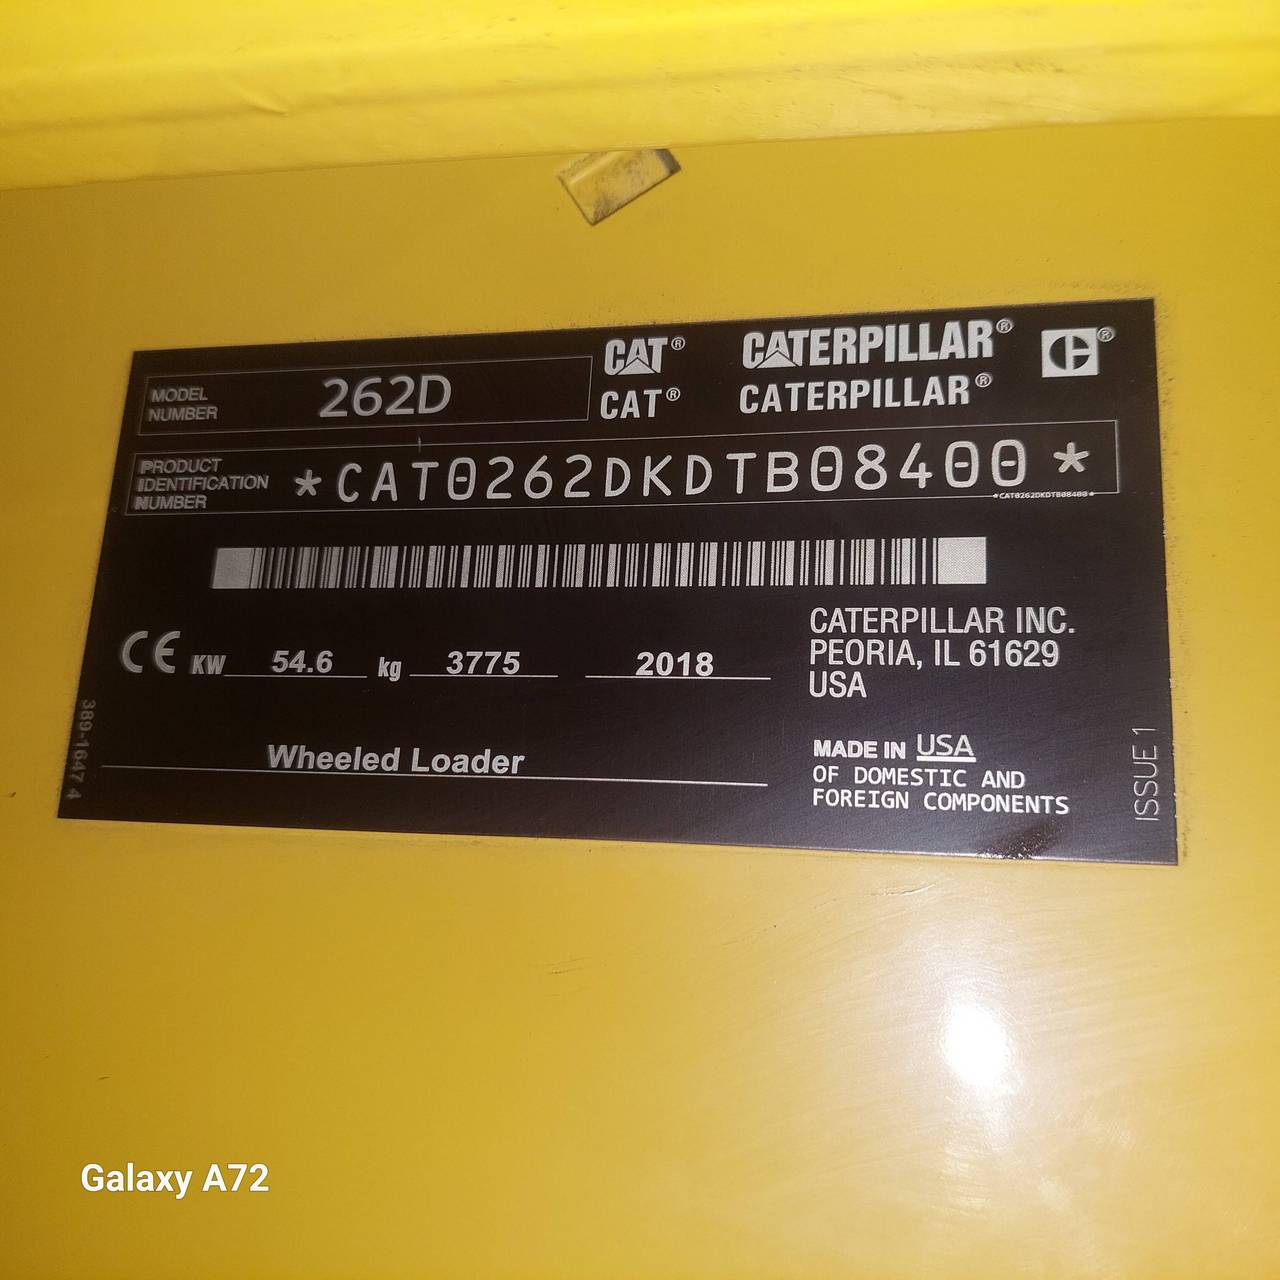 MODEL
NUMBER
262D
CAT® CATERPILLAR® C®
CAT® CATERPILLAR®
PRODUCT
IDENTIFICATION
NUMBER
*CAT0262DKDTB08400*
*CAT0262DKDTB08400*
CE KW 54.6 kg 3775 2018
CATERPILLAR INC.
PEORIA, IL 61629
USA
Wheeled Loader
MADE IN USA
OF DOMESTIC AND
FOREIGN COMPONENTS
389-1647 4
ISSUE 1
Galaxy A72